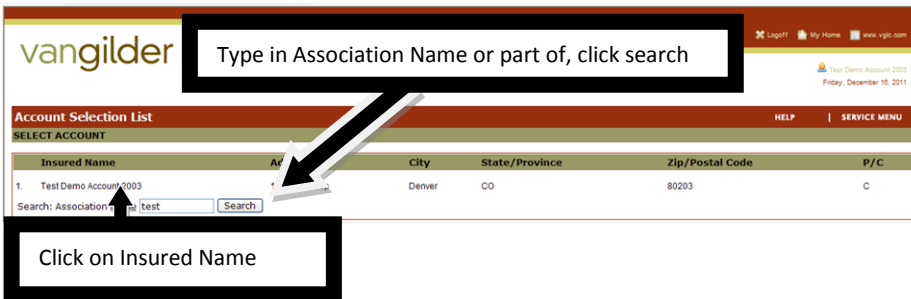 Logoff My Home www.vgic.com
vangilder
Type in Association Name or part of, click search
Test Demo Account 2003
Friday, December 16, 2011
Account Selection List HELP | SERVICE MENU
SELECT ACCOUNT
Insured Name City State/Province Zip/Postal Code P/C
1. Test Demo Account 2003 Denver CO 80203 C
Search: Association test Search
Click on Insured Name